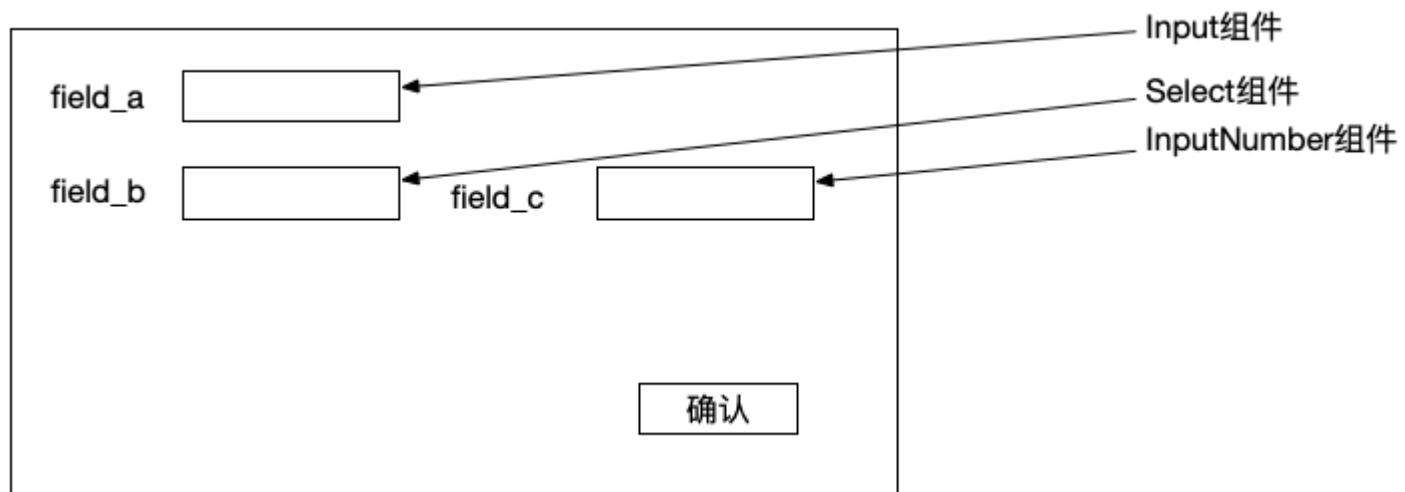 Input组件
field_a
Select组件
InputNumber组件
field_b
field_c
确认